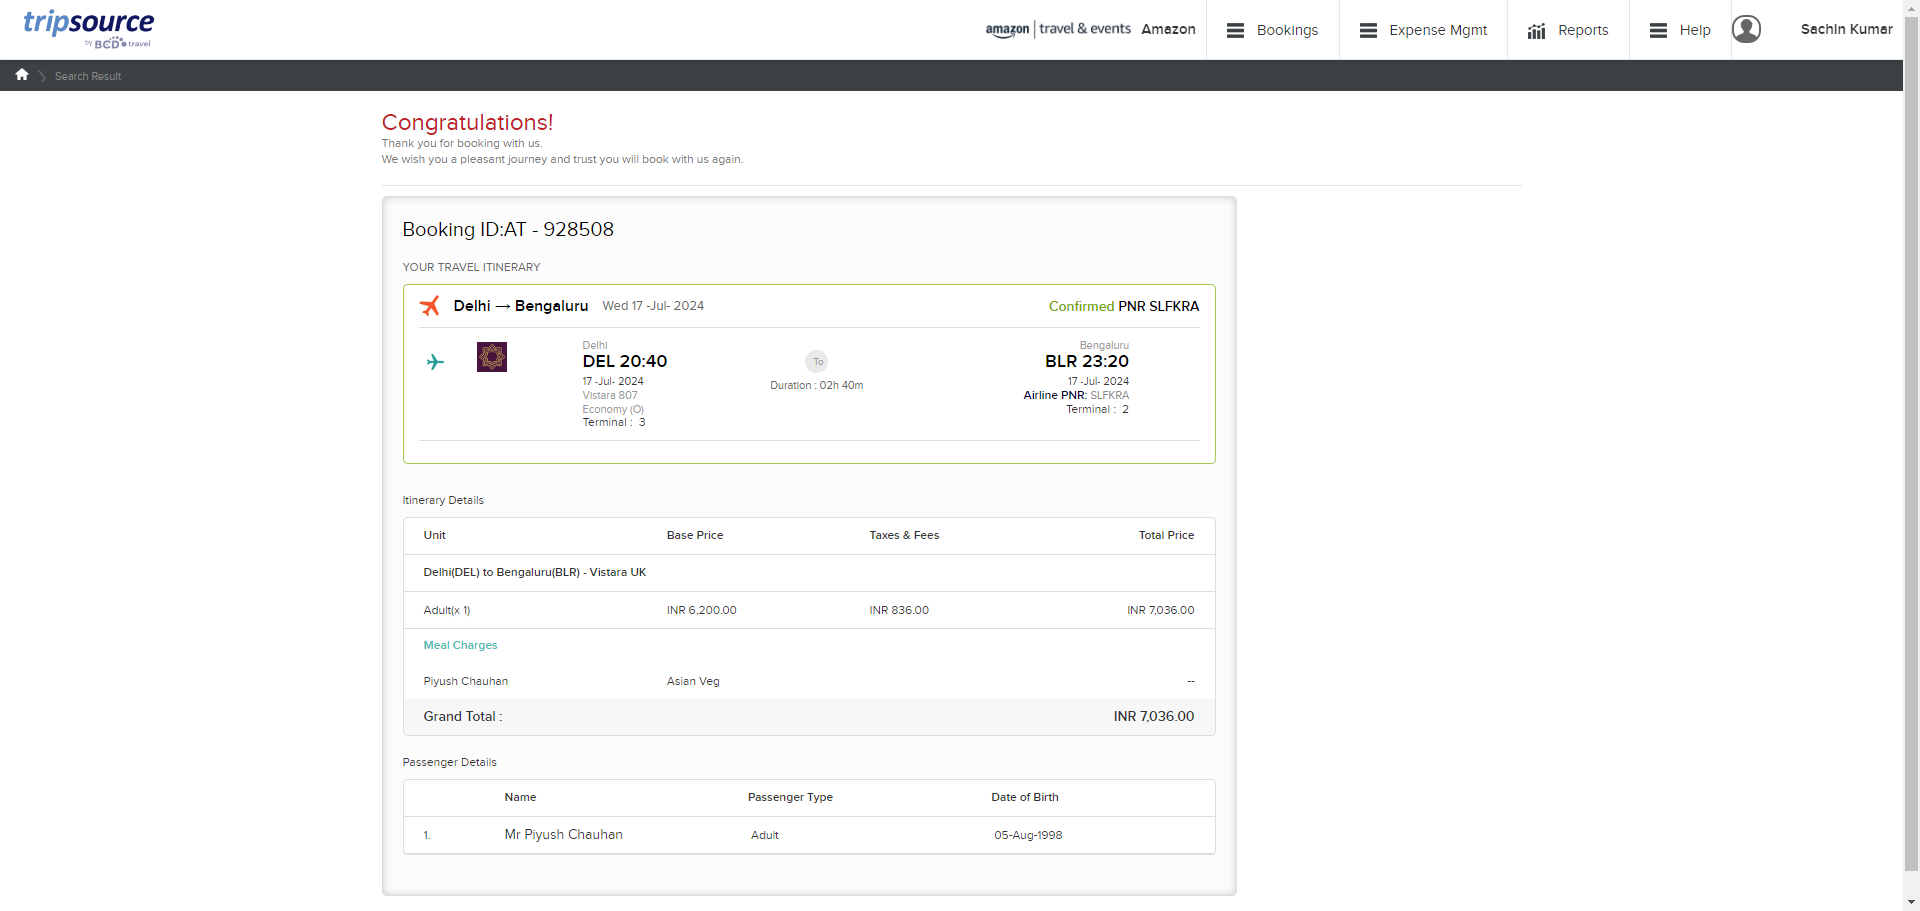 tripsource
by BCD travel
amazon | travel & events Amazon
Bookings
Expense Mgmt
Reports
Help
Sachin Kumar
Search Result
Congratulations!
Thank you for booking with us.
We wish you a pleasant journey and trust you will book with us again.
Booking ID:AT - 928508
YOUR TRAVEL ITINERARY
Delhi → Bengaluru Wed 17 -Jul- 2024 Confirmed PNR SLFKRA
Delhi To Bengaluru
DEL 20:40 BLR 23:20
Duration : 02h 40m
17 -Jul- 2024 17 -Jul- 2024
Vistara 807 Airline PNR: SLFKRA
Economy (O) Terminal : 2
Terminal : 3
Itinerary Details
Unit Base Price Taxes & Fees Total Price
Delhi(DEL) to Bengaluru(BLR) - Vistara UK
Adult(x 1) INR 6,200.00 INR 836.00 INR 7,036.00
Meal Charges
Piyush Chauhan Asian Veg --
Grand Total : INR 7,036.00
Passenger Details
Name Passenger Type Date of Birth
1. Mr Piyush Chauhan Adult 05-Aug-1998